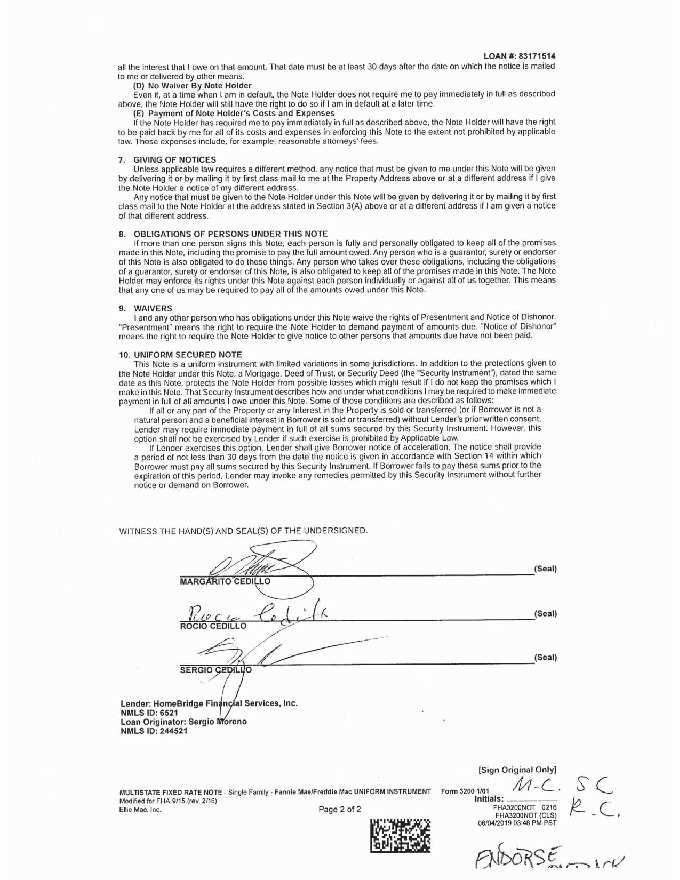 LOAN #: 83171514
all the interest that I owe on that amount. That date must be at least 30 days after the date on which the notice is mailed
to me or delivered by other means.
(D) No Waiver By Note Holder
Even if, at a time when I am in default, the Note Holder does not require me to pay immediately in full as described
above, the Note Holder will still have the right to do so if I am in default at a later time.
(E) Payment of Note Holder's Costs and Expenses
If the Note Holder has required me to pay immediately in full as described above, the Note Holder will have the right
to be paid back by me for all of its costs and expenses in enforcing this Note to the extent not prohibited by applicable
law. Those expenses include, for example, reasonable attorneys' fees.
7. GIVING OF NOTICES
Unless applicable law requires a different method, any notice that must be given to me under this Note will be given
by delivering it or by mailing it by first class mail to me at the Property Address above or at a different address if I give
the Note Holder a notice of my different address.
Any notice that must be given to the Note Holder under this Note will be given by delivering it or by mailing it by first
class mail to the Note Holder at the address stated in Section 3(A) above or at a different address if I am given a notice
of that different address.
8. OBLIGATIONS OF PERSONS UNDER THIS NOTE
If more than one person signs this Note, each person is fully and personally obligated to keep all of the promises
made in this Note, including the promise to pay the full amount owed. Any person who is a guarantor, surety or endorser
of this Note is also obligated to do these things. Any person who takes over these obligations, including the obligations
of a guarantor, surety or endorser of this Note, is also obligated to keep all of the promises made in this Note. The Note
Holder may enforce its rights under this Note against each person individually or against all of us together. This means
that any one of us may be required to pay all of the amounts owed under this Note.
9. WAIVERS
I and any other person who has obligations under this Note waive the rights of Presentment and Notice of Dishonor.
"Presentment" means the right to require the Note Holder to demand payment of amounts due. "Notice of Dishonor"
means the right to require the Note Holder to give notice to other persons that amounts due have not been paid.
10. UNIFORM SECURED NOTE
This Note is a uniform instrument with limited variations in some jurisdictions. In addition to the protections given to
the Note Holder under this Note, a Mortgage, Deed of Trust, or Security Deed (the "Security Instrument"), dated the same
date as this Note, protects the Note Holder from possible losses which might result if I do not keep the promises which I
make in this Note. That Security Instrument describes how and under what conditions I may be required to make immediate
payment in full of all amounts I owe under this Note. Some of those conditions are described as follows:
If all or any part of the Property or any Interest in the Property is sold or transferred (or if Borrower is not a
natural person and a beneficial interest in Borrower is sold or transferred) without Lender's prior written consent,
Lender may require immediate payment in full of all sums secured by this Security Instrument. However, this
option shall not be exercised by Lender if such exercise is prohibited by Applicable Law.
If Lender exercises this option, Lender shall give Borrower notice of acceleration. The notice shall provide
a period of not less than 30 days from the date the notice is given in accordance with Section 14 within which
Borrower must pay all sums secured by this Security Instrument. If Borrower fails to pay these sums prior to the
expiration of this period, Lender may invoke any remedies permitted by this Security Instrument without further
notice or demand on Borrower.
WITNESS THE HAND(S) AND SEAL(S) OF THE UNDERSIGNED.
(Seal)
MARGARITO CEDILLO
Rocio Cedillo (Seal)
ROCIO CEDILLO
(Seal)
SERGIO CEDILLO
Lender: HomeBridge Financial Services, Inc.
NMLS ID: 6521
Loan Originator: Sergio Moreno
NMLS ID: 244521
[Sign Original Only]
M.C. S C
MULTISTATE FIXED RATE NOTE - Single Family - Fannie Mae/Freddie Mac UNIFORM INSTRUMENT Form 3200 1/01
Modified for FHA 9/15 (rev. 2/16) Initials: R.C.
Ellie Mae, Inc. Page 2 of 2 FHA3200NOT 0216
FHA3200NOT (CLS)
06/04/2019 03:46 PM PST